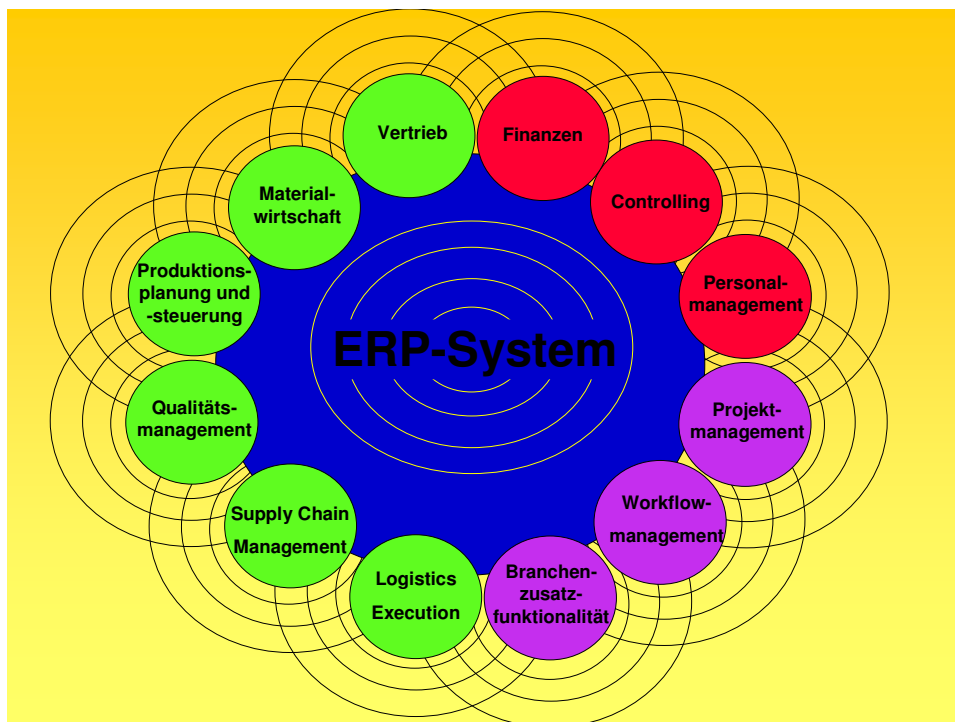 Vertrieb
Finanzen
Material-
wirtschaft
Controlling
Produktions-
planung und
-steuerung
Personal-
management
ERP-System
Qualitäts-
management
Projekt-
management
Supply Chain
Management
Workflow-
management
Logistics
Execution
Branchen-
zusatz-
funktionalität